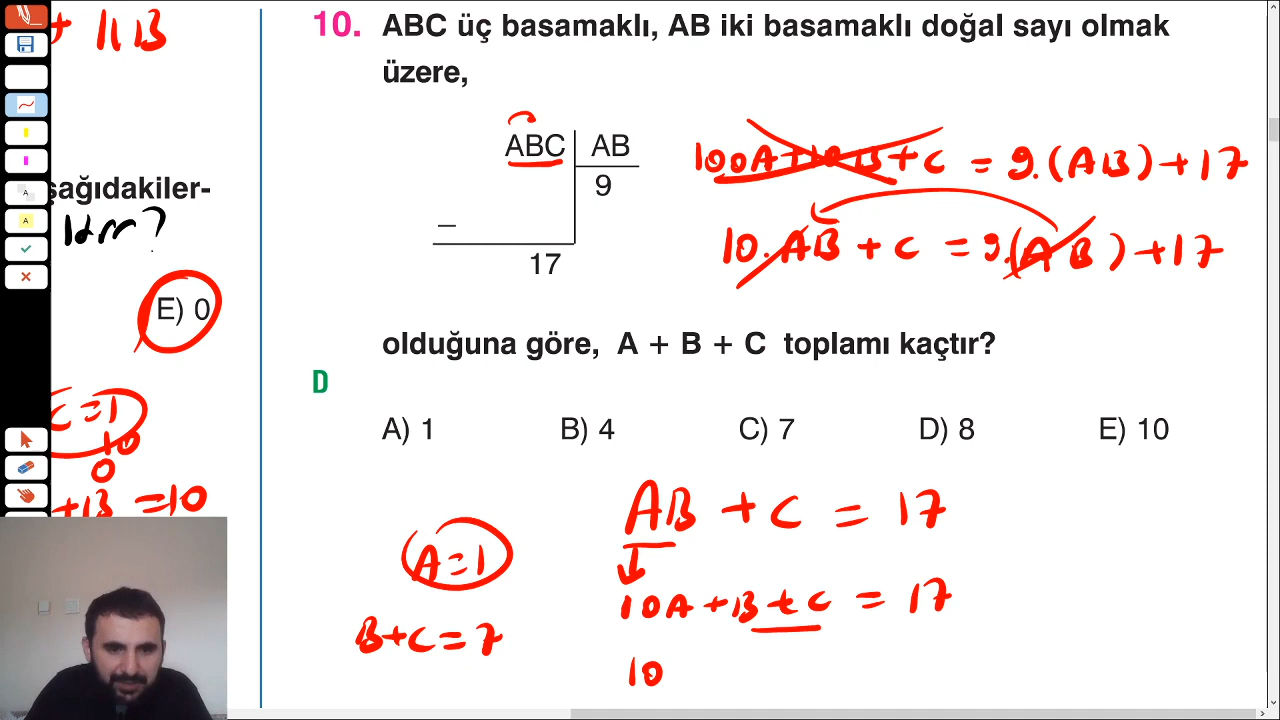 + 11B
şağıdakiler-
E) 0
C = 1
10
0
+ 1B = 10
10. ABC üç basamaklı, AB iki basamaklı doğal sayı olmak
üzere,
ABC AB
9
–
17
100A + 10B + C = 9.(AB) + 17
10.AB + C = 9.(AB) + 17
olduğuna göre, A + B + C toplamı kaçtır?
D
A) 1 B) 4 C) 7 D) 8 E) 10
AB + C = 17
A = 1
10A + B + C = 17
B + C = 7
10